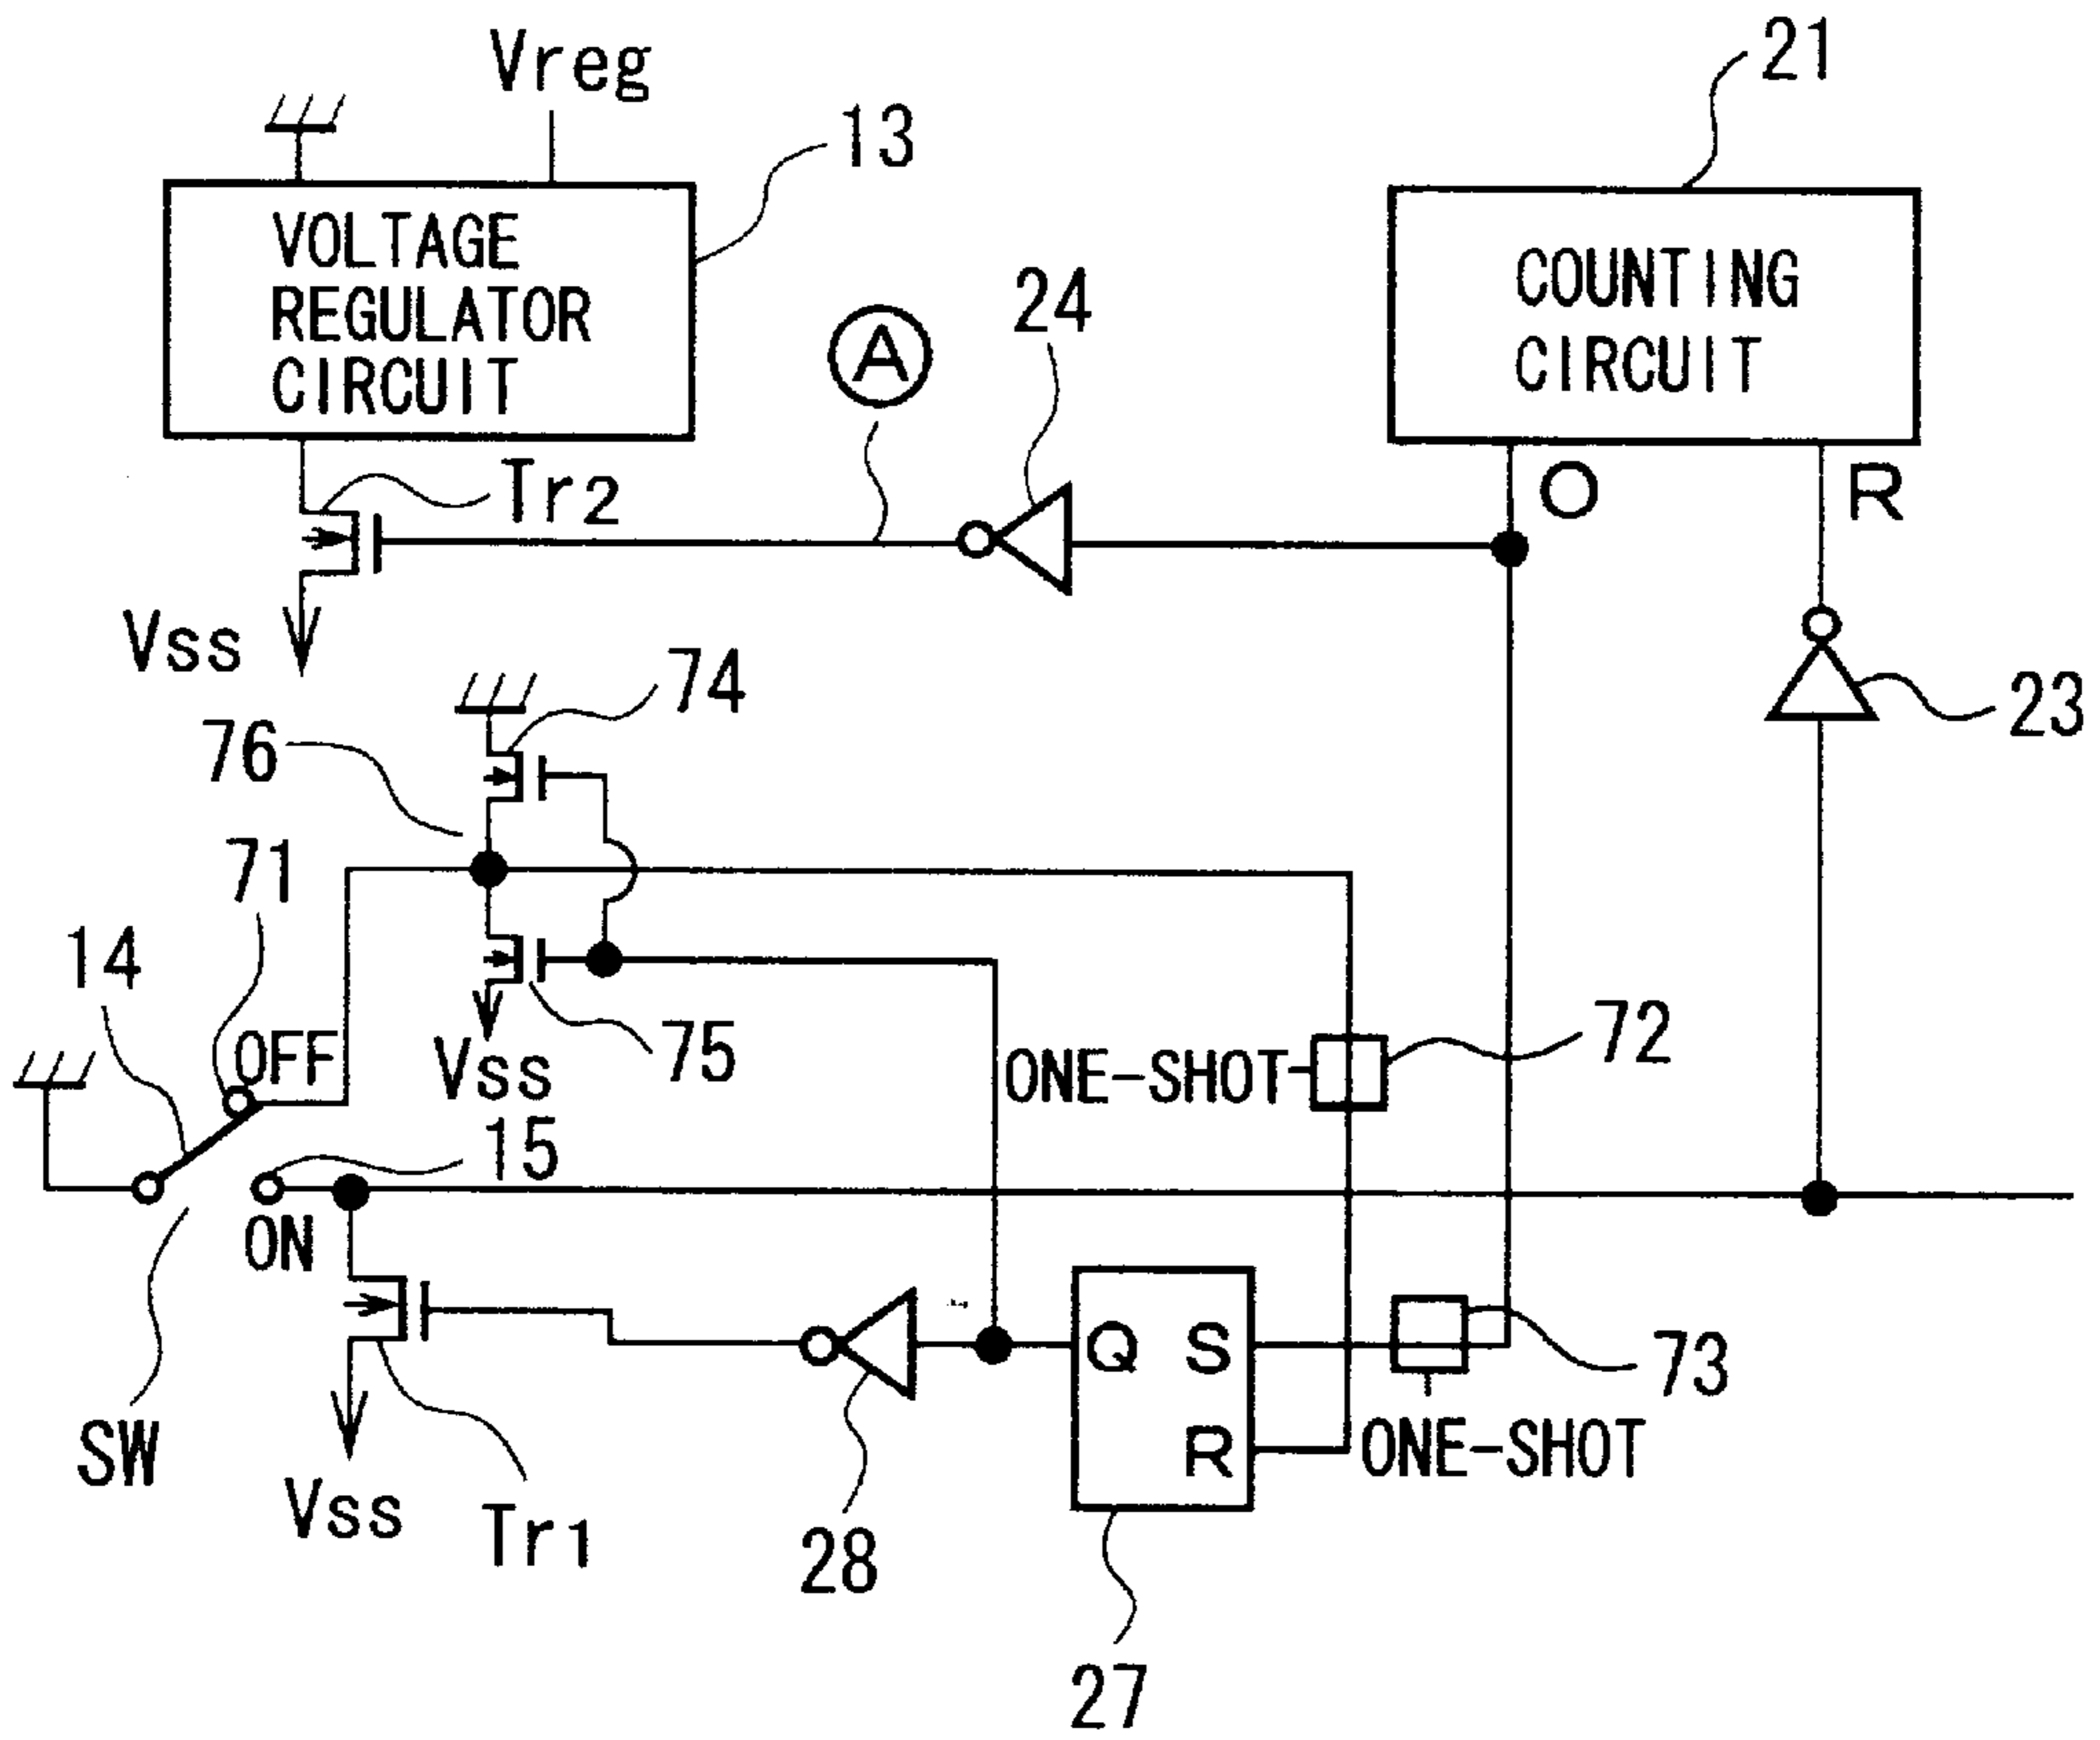 Vreg
21
13
VOLTAGE
REGULATOR
CIRCUIT
COUNTING
CIRCUIT
24
A
O
R
Tr2
Vss
74
76
23
71
14
OFF
Vss
75
72
ONE-SHOT
15
ON
SW
Q
S
R
73
ONE-SHOT
Vss
Tr1
28
27